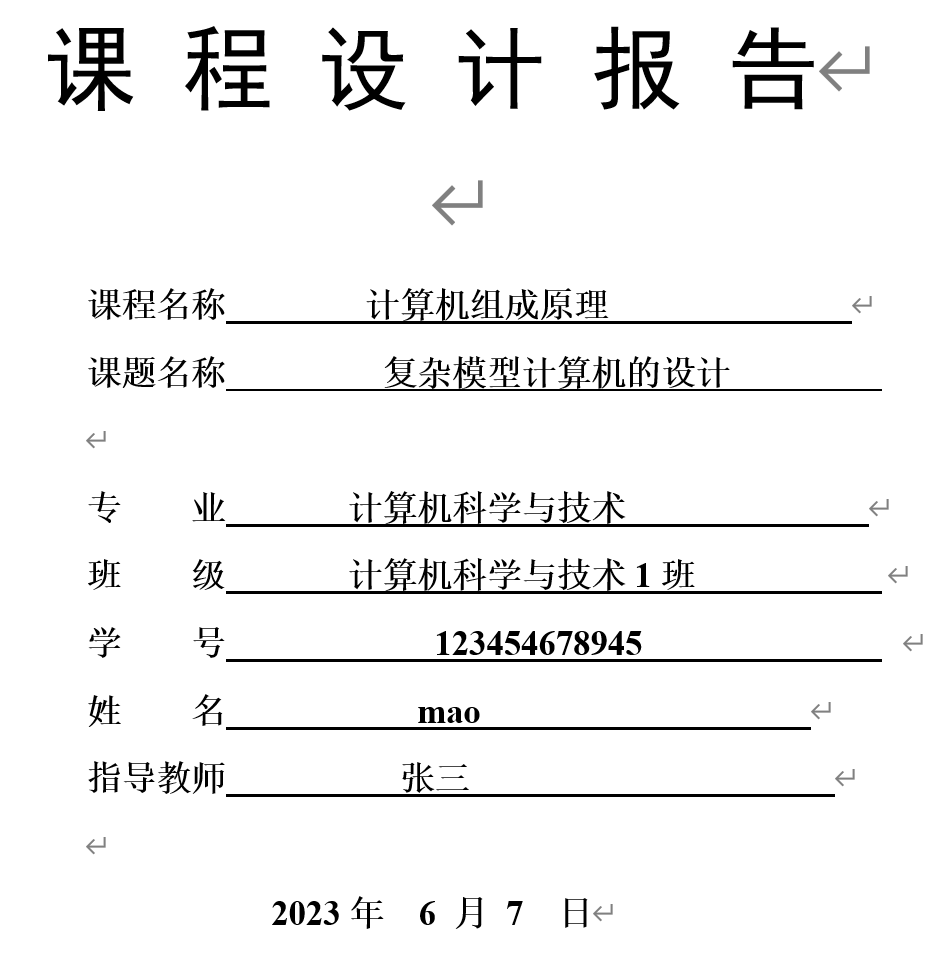 课 程 设 计 报 告
课程名称 计算机组成原理
课题名称 复杂模型计算机的设计
专 业 计算机科学与技术
班 级 计算机科学与技术 1 班
学 号 123454678945
姓 名 mao
指导教师 张三
2023 年 6 月 7 日